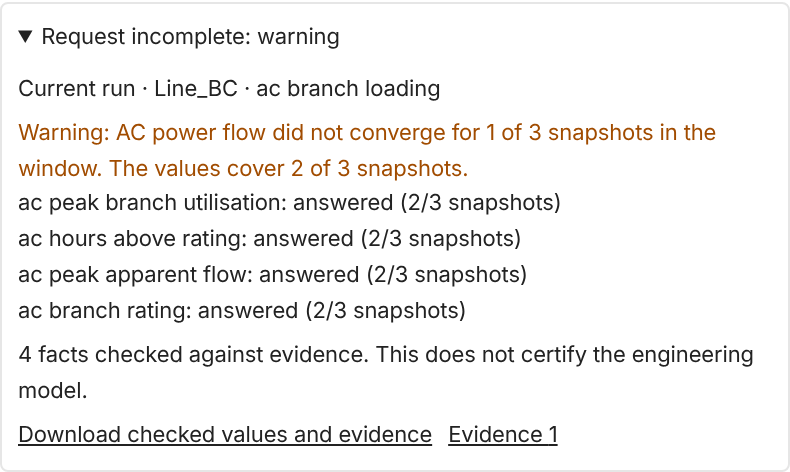 ▼ Request incomplete: warning
Current run · Line_BC · ac branch loading
Warning: AC power flow did not converge for 1 of 3 snapshots in the
window. The values cover 2 of 3 snapshots.
ac peak branch utilisation: answered (2/3 snapshots)
ac hours above rating: answered (2/3 snapshots)
ac peak apparent flow: answered (2/3 snapshots)
ac branch rating: answered (2/3 snapshots)
4 facts checked against evidence. This does not certify the engineering
model.
Download checked values and evidence Evidence 1